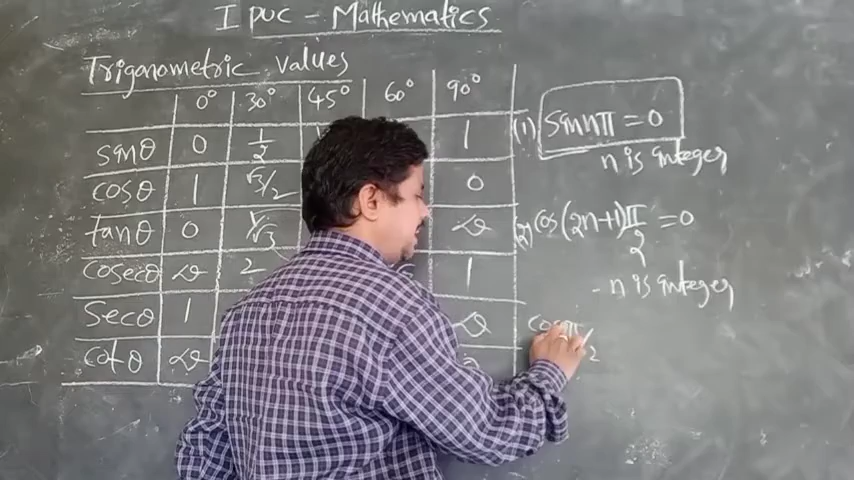 I PUC - Mathematics
Trigonometric values
0° 30° 45° 60° 90°
sinθ 0 1/2 1
cosθ 1 √3/2 0
tanθ 0 1/√3 ∞
cosecθ ∞ 2 1
Secθ 1 ∞
cotθ ∞
(1) sin nπ = 0
n is integer
(2) cos(2n+1)π/2 = 0
- n is integer
cos π/2